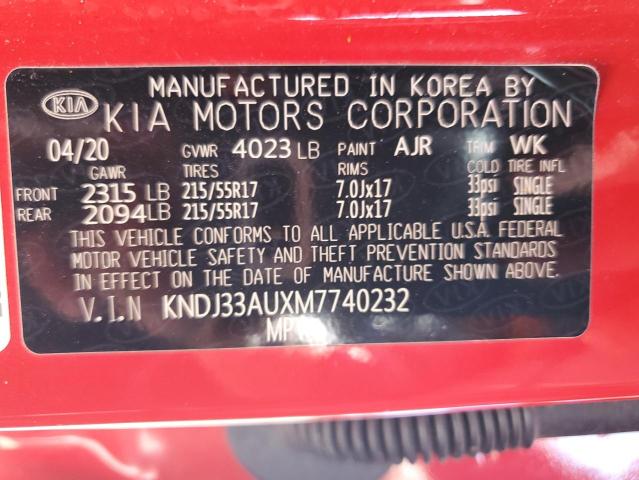 MANUFACTURED IN KOREA BY
KIA KIA MOTORS CORPORATION
04/20 GVWR 4023 LB PAINT AJR TRIM WK
GAWR TIRES RIMS COLD TIRE INFL
FRONT 2315 LB 215/55R17 7.0Jx17 33psi SINGLE
REAR 2094 LB 215/55R17 7.0Jx17 33psi SINGLE
THIS VEHICLE CONFORMS TO ALL APPLICABLE U.S.A. FEDERAL
MOTOR VEHICLE SAFETY AND THEFT PREVENTION STANDARDS
IN EFFECT ON THE DATE OF MANUFACTURE SHOWN ABOVE.
V.I.N KNDJ33AUXM7740232